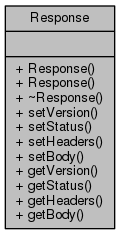 Response
+ Response()
+ Response()
+ ~Response()
+ setVersion()
+ setStatus()
+ setHeaders()
+ setBody()
+ getVersion()
+ getStatus()
+ getHeaders()
+ getBody()